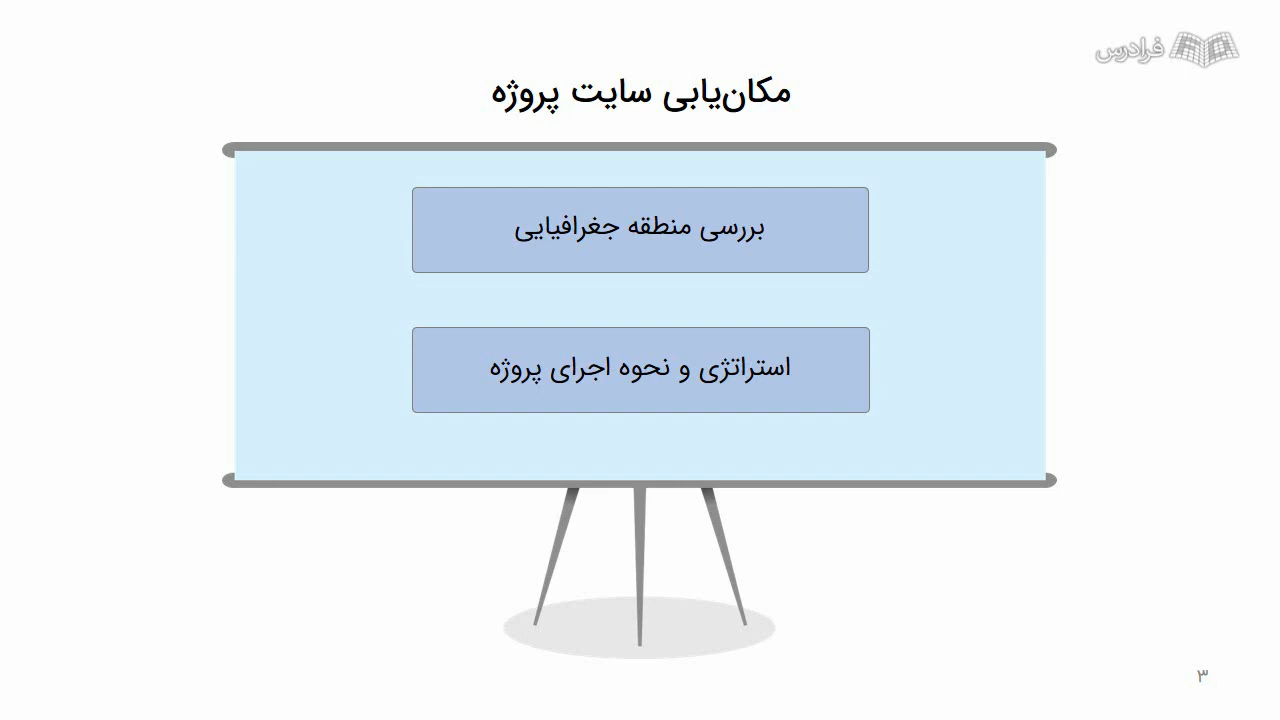 فرادرس
مکان‌یابی سایت پروژه
بررسی منطقه جغرافیایی
استراتژی و نحوه اجرای پروژه
۳